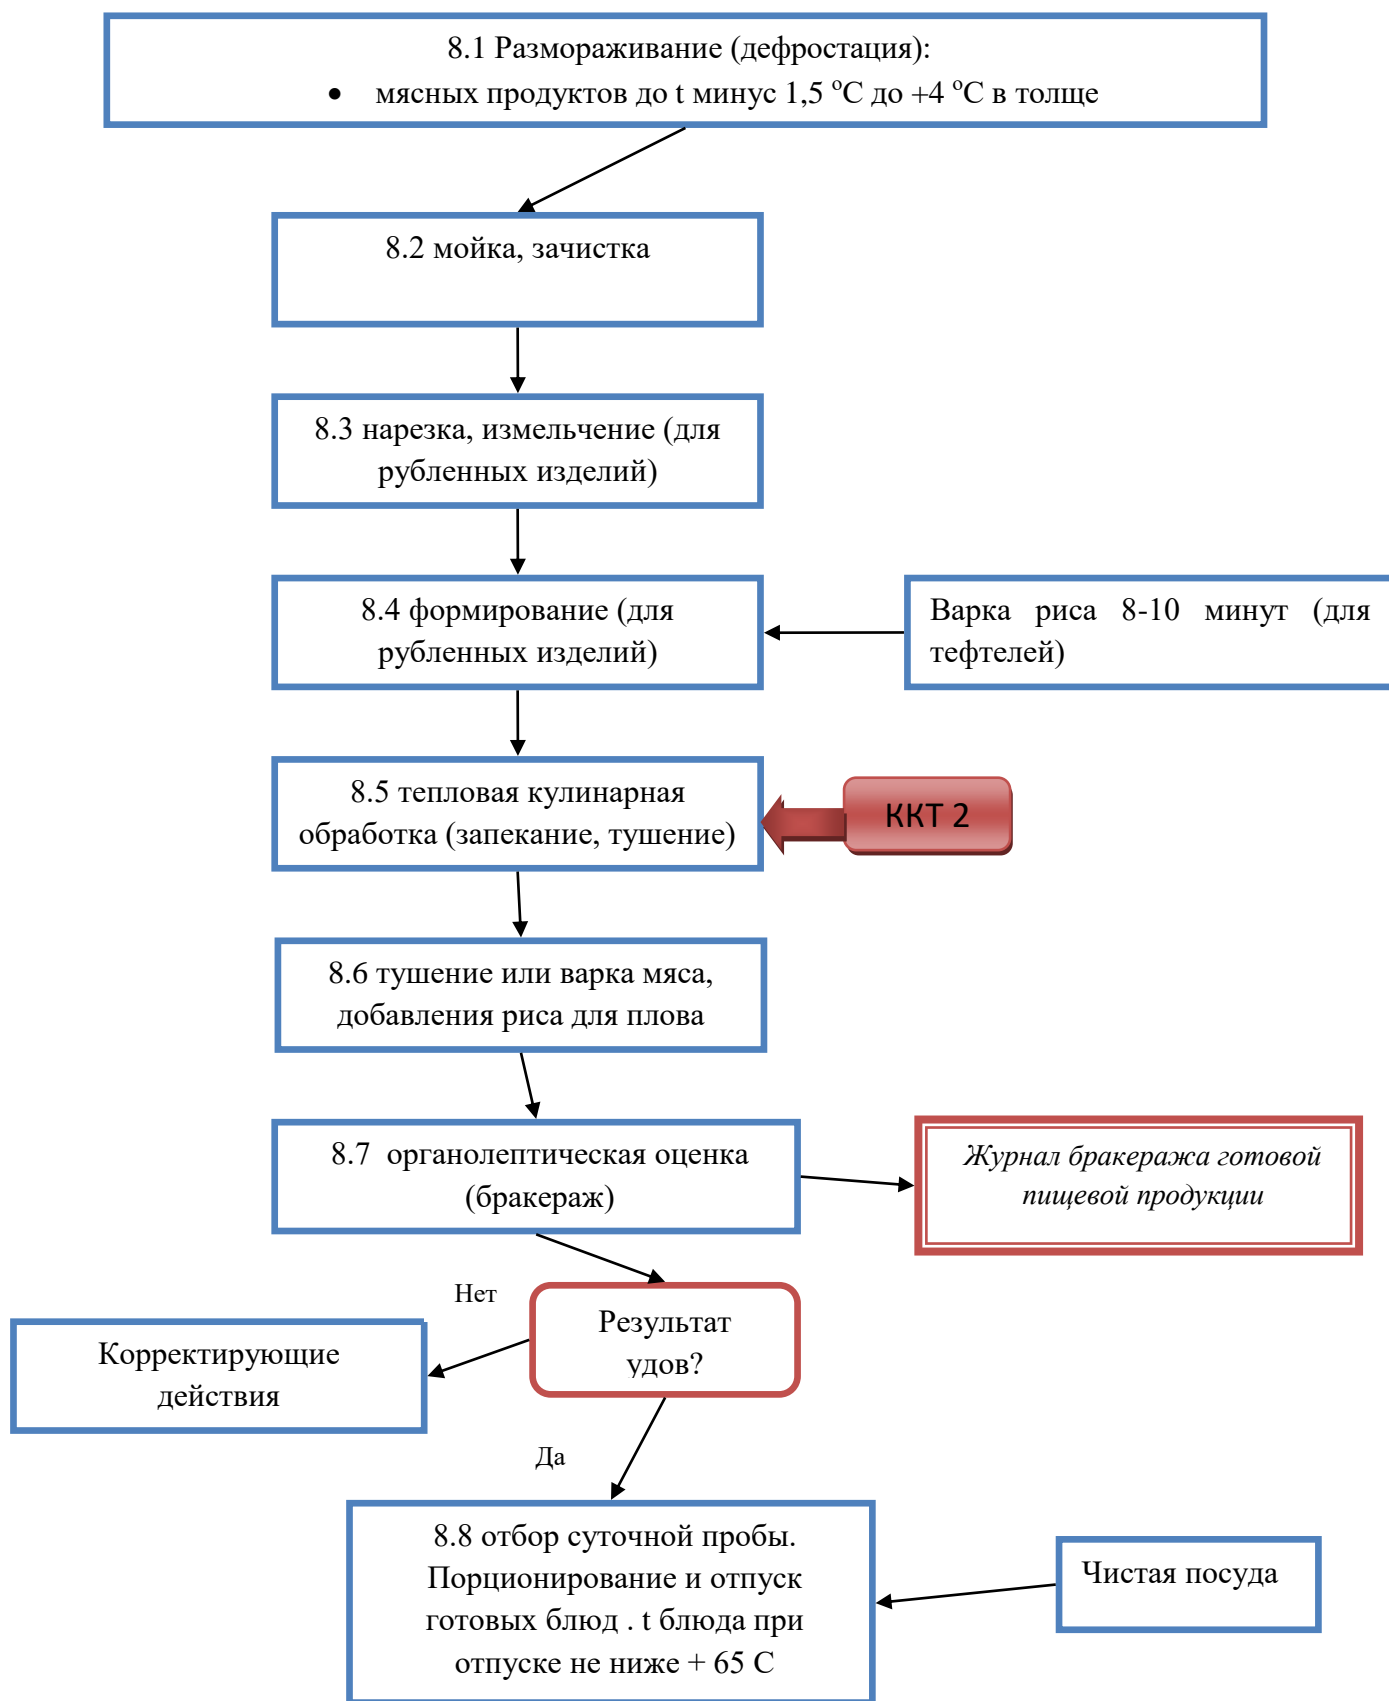 8.1 Размораживание (дефростация):
• мясных продуктов до t минус 1,5 ºС до +4 ºС в толще
8.2 мойка, зачистка
8.3 нарезка, измельчение (для
рубленных изделий)
8.4 формирование (для
рубленных изделий)
Варка риса 8-10 минут (для
тефтелей)
8.5 тепловая кулинарная
обработка (запекание, тушение)
ККТ 2
8.6 тушение или варка мяса,
добавления риса для плова
8.7 органолептическая оценка
(бракераж)
Журнал бракеража готовой
пищевой продукции
Нет
Результат
удов?
Корректирующие
действия
Да
8.8 отбор суточной пробы.
Порционирование и отпуск
готовых блюд . t блюда при
отпуске не ниже + 65 С
Чистая посуда